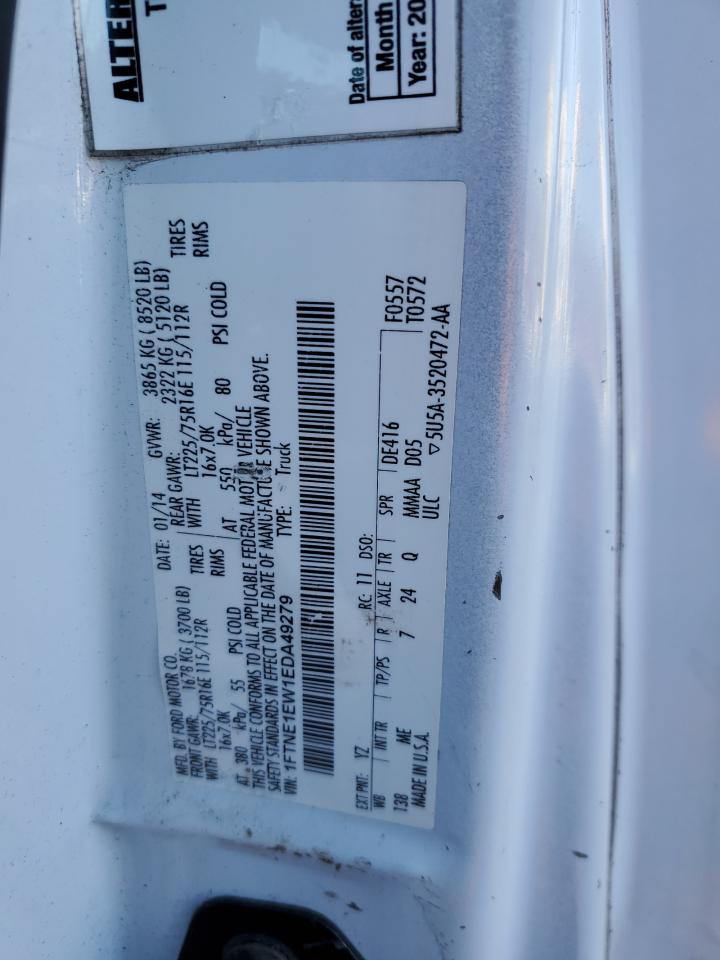 ALTER
T
Date of alter
Month
Year: 20
MFD. BY FORD MOTOR CO.
DATE: 01/14 GVWR: 3865 KG ( 8520 LB)
FRONT GAWR: 1678 KG ( 3700 LB)
REAR GAWR: 2322 KG ( 5120 LB)
WITH LT225/75R16E 115/112R TIRES
WITH LT225/75R16E 115/112R TIRES
16x7.0K RIMS
16x7.0K RIMS
AT 380 kPa/ 55 PSI COLD
AT 550 kPa/ 80 PSI COLD
THIS VEHICLE CONFORMS TO ALL APPLICABLE FEDERAL MOTOR VEHICLE
SAFETY STANDARDS IN EFFECT ON THE DATE OF MANUFACTURE SHOWN ABOVE.
VIN: 1FTNE1EW1EDA49279 TYPE: Truck
EXT PNT: YZ RC: 11 DSO: F0557
WB INT TR TP/PS R AXLE TR SPR DE416 T0572
138 ME 7 24 Q MMAA D05
MADE IN U.S.A. ULC ▽5U5A-3520472-AA